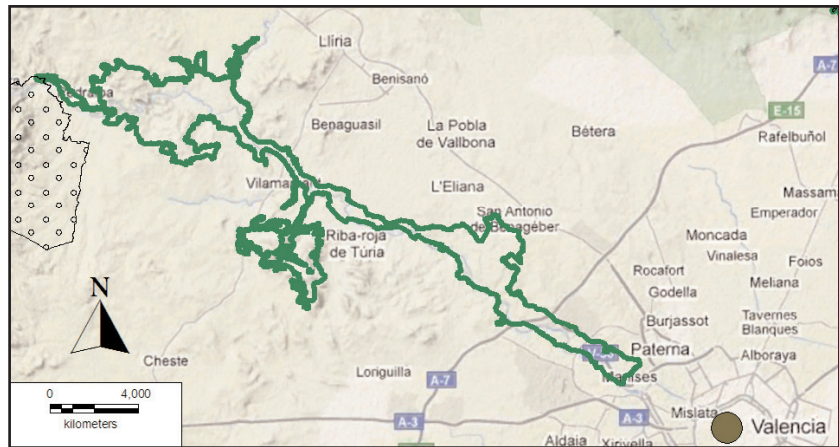 Llíria
A-7
Benisanó
E-15
Benaguasil
La Pobla
de Vallbona
Bétera
Rafelbuñol
L'Eliana
San Antonio
de Benagéber
Emperador
Riba-roja
de Túria
Moncada
Vinalesa
Foios
Rocafort
Meliana
Godella
N
Burjassot
Tavernes
Blanques
Cheste
Paterna
Alboraya
Loriguilla
A-7
Manises
0 4,000
kilometers
A-3
A-3
Mislata
Valencia
Aldaia
Xirivella